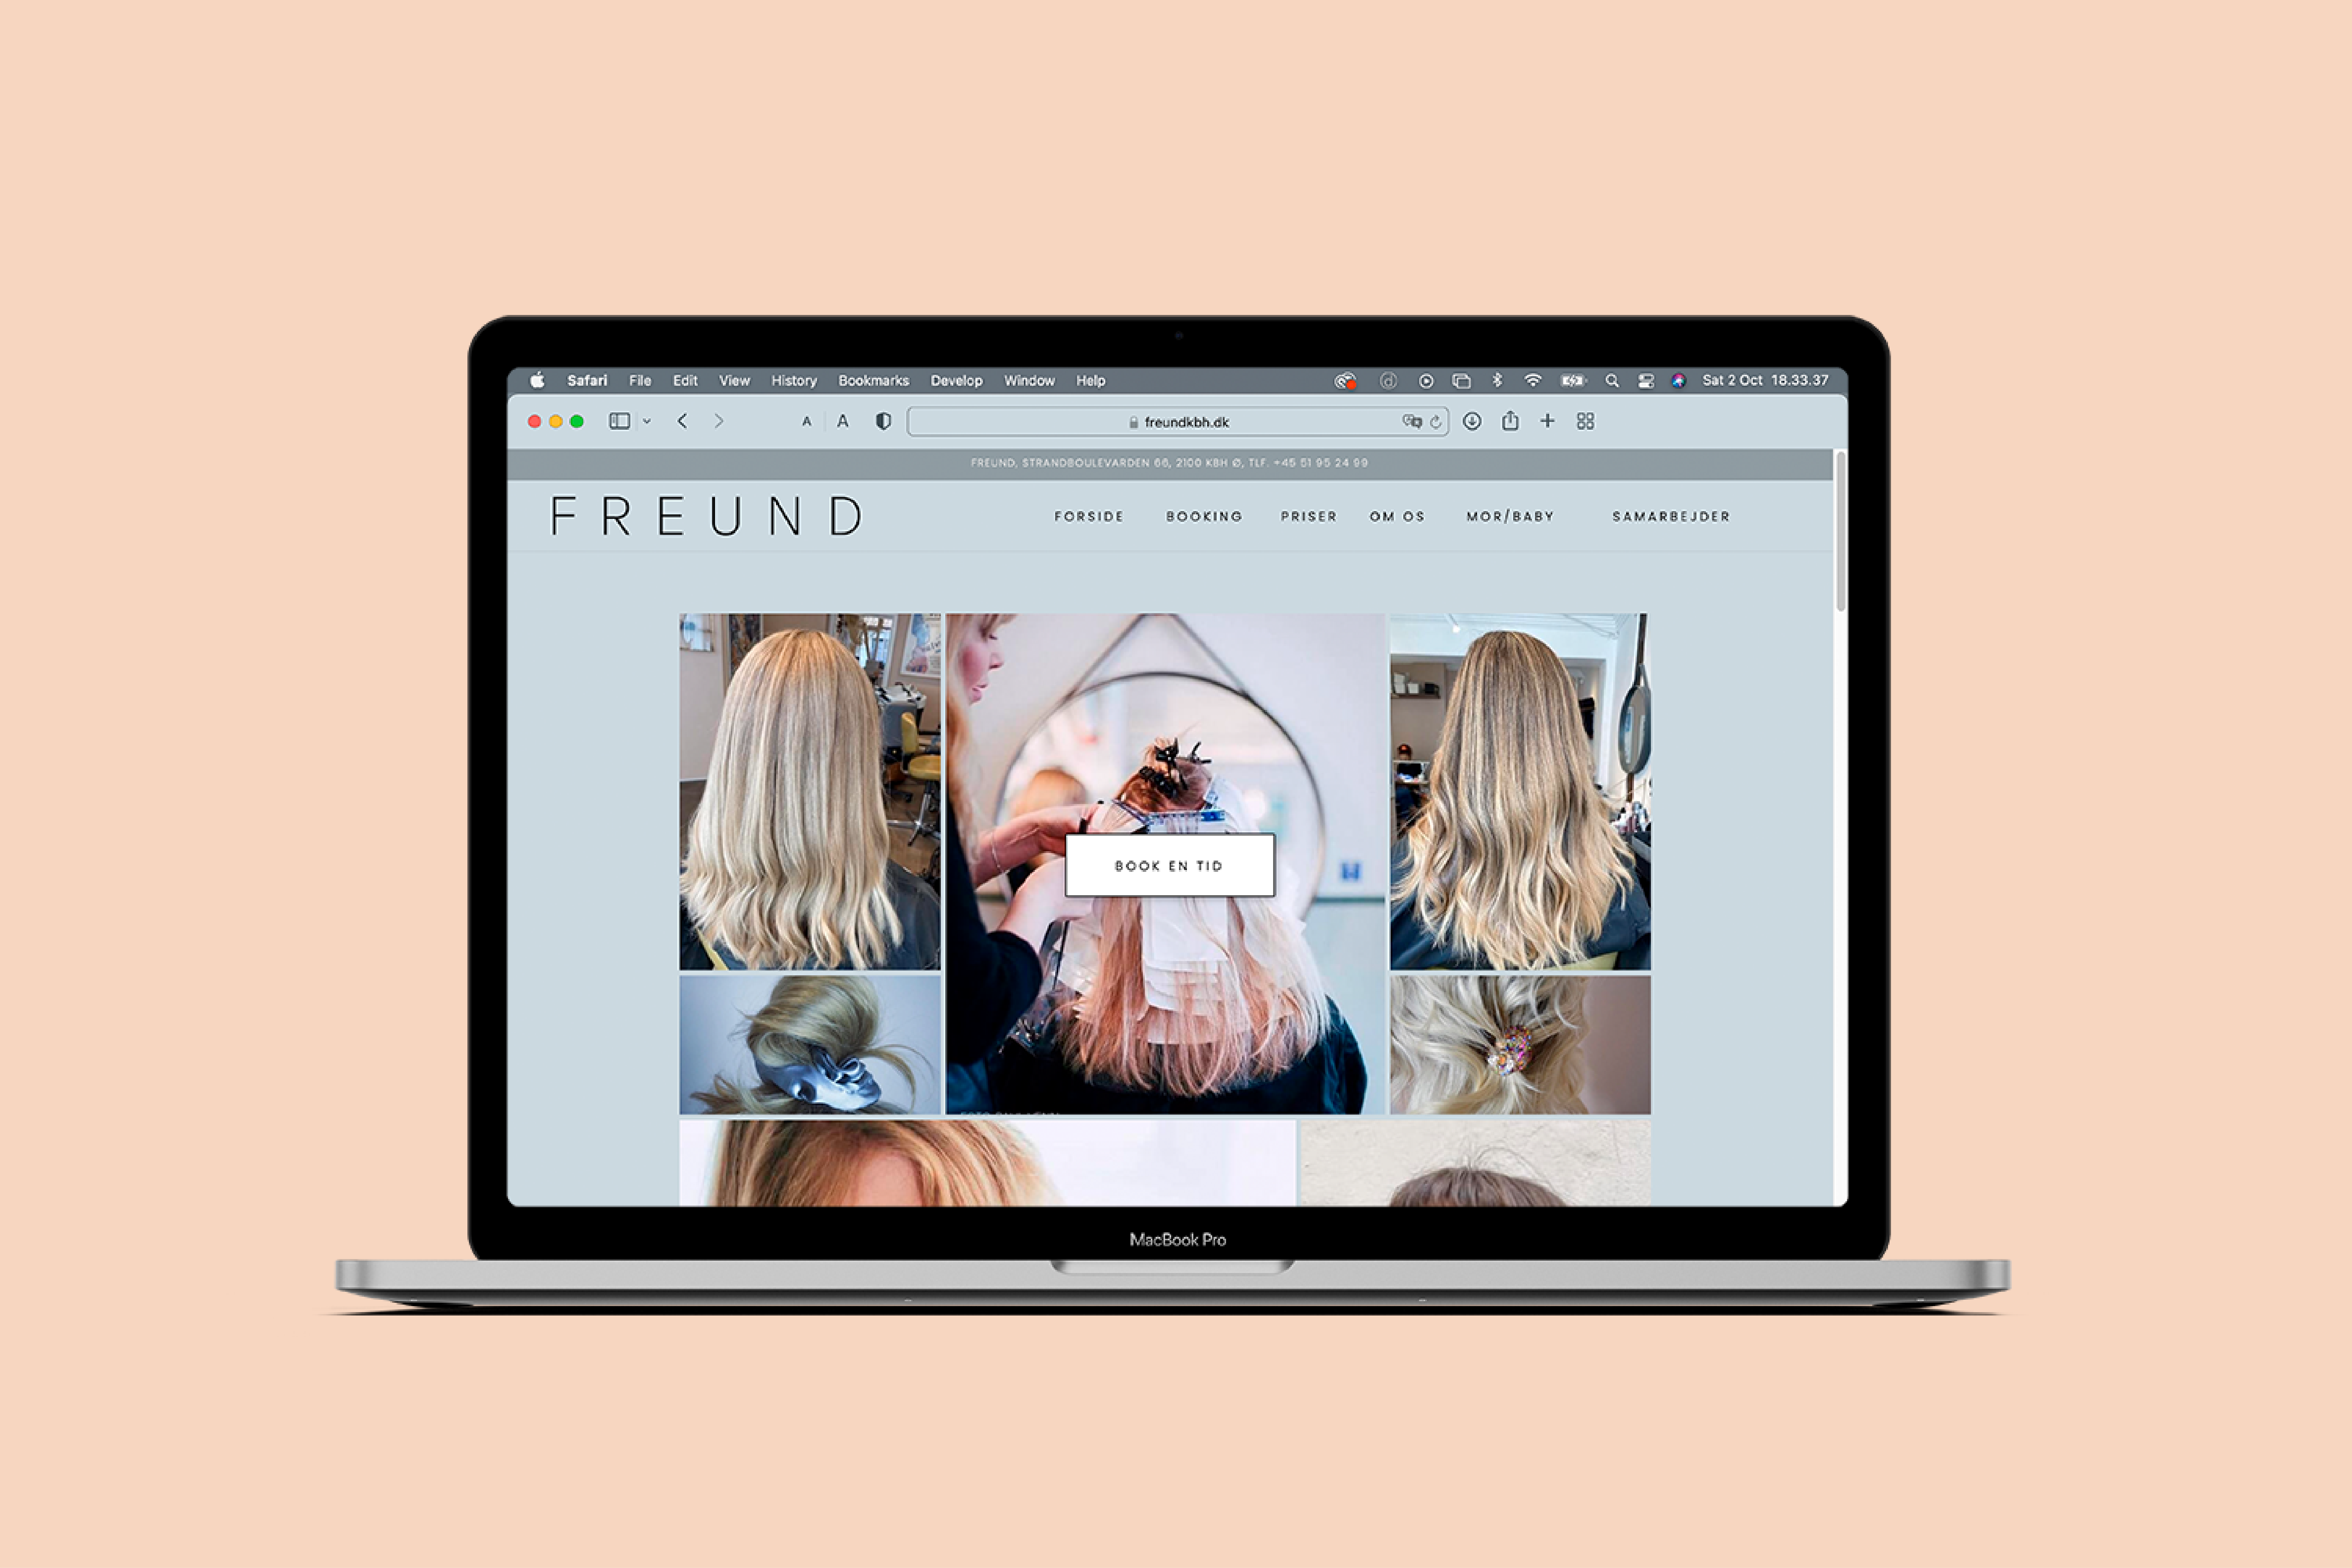 Safari File Edit View History Bookmarks Develop Window Help Sat 2 Oct 18.33.37
A A freundkbh.dk
FREUND, STRANDBOULEVARDEN 66, 2100 KBH Ø, TLF. +45 51 95 24 99
FREUND FORSIDE BOOKING PRISER OM OS MOR/BABY SAMARBEJDER
BOOK EN TID
MacBook Pro